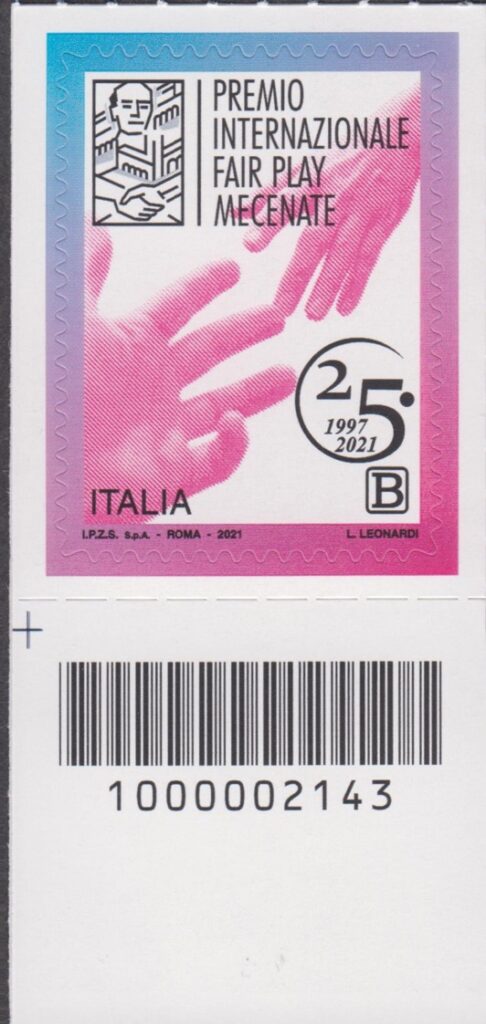 PREMIO
INTERNAZIONALE
FAIR PLAY
MECENATE
25°
1997
2021
B
ITALIA
I.P.Z.S. S.p.A. - ROMA - 2021
L. LEONARDI
1000002143